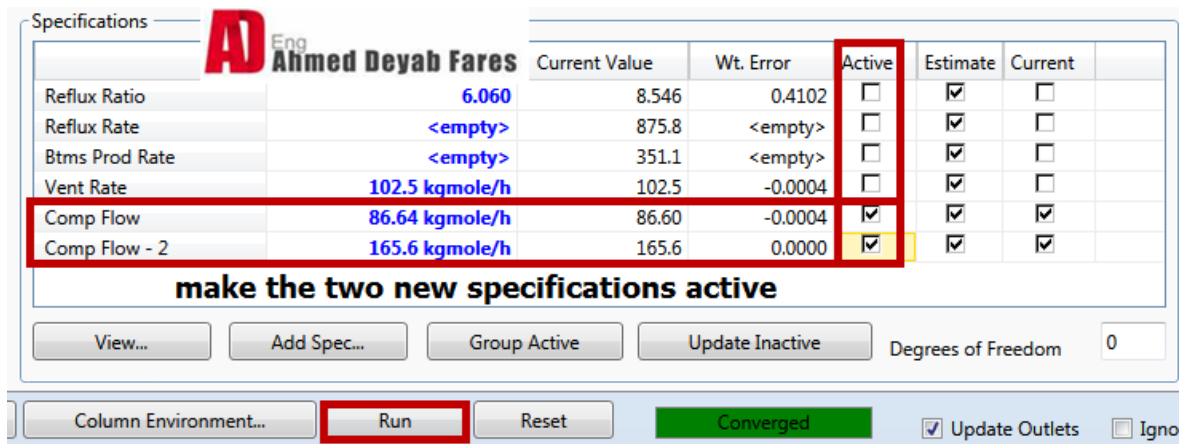 Specifications
AD Eng Ahmed Deyab Fares
Current Value Wt. Error Active Estimate Current
Reflux Ratio 6.060 8.546 0.4102
Reflux Rate <empty> 875.8 <empty>
Btms Prod Rate <empty> 351.1 <empty>
Vent Rate 102.5 kgmole/h 102.5 -0.0004
Comp Flow 86.64 kgmole/h 86.60 -0.0004
Comp Flow - 2 165.6 kgmole/h 165.6 0.0000
make the two new specifications active
View... Add Spec... Group Active Update Inactive Degrees of Freedom 0
Column Environment... Run Reset Converged Update Outlets Igno